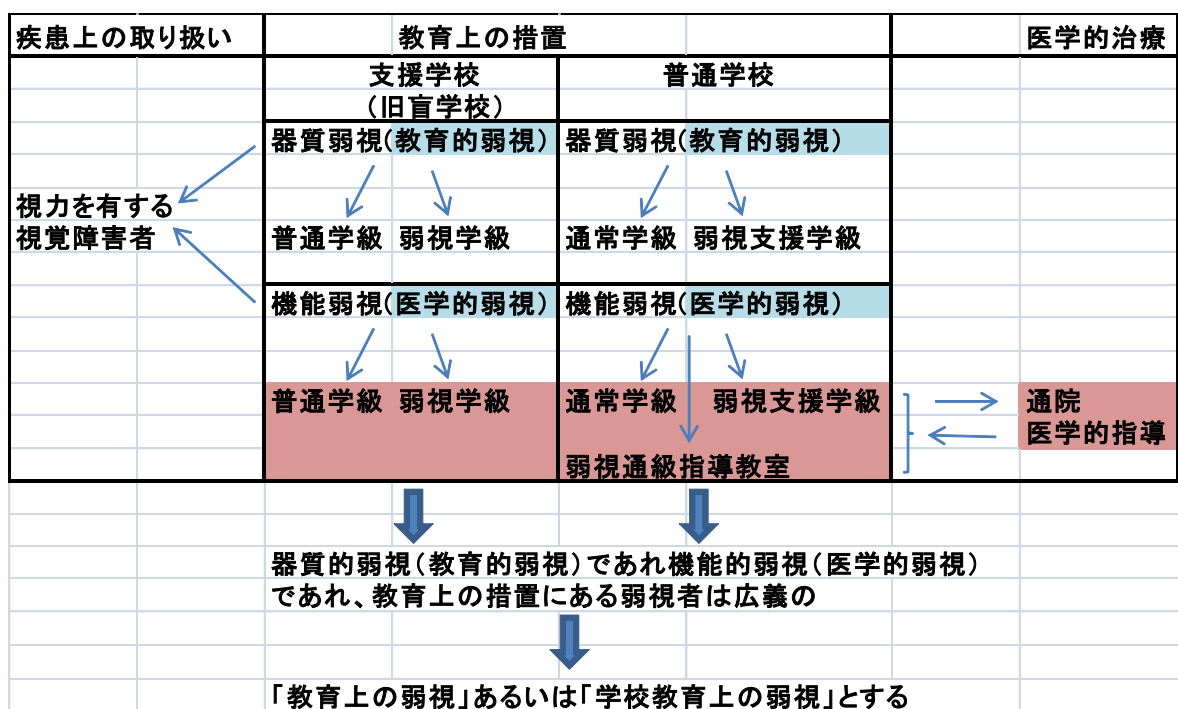 疾患上の取り扱い 教育上の措置 医学的治療
支援学校 普通学校
（旧盲学校）
器質弱視(教育的弱視) 器質弱視(教育的弱視)
視力を有する
視覚障害者 普通学級 弱視学級 通常学級 弱視支援学級
機能弱視(医学的弱視) 機能弱視(医学的弱視)
普通学級 弱視学級 通常学級 弱視支援学級 通院
医学的指導
弱視通級指導教室
器質的弱視（教育的弱視）であれ機能的弱視（医学的弱視）
であれ、教育上の措置にある弱視者は広義の
「教育上の弱視」あるいは「学校教育上の弱視」とする